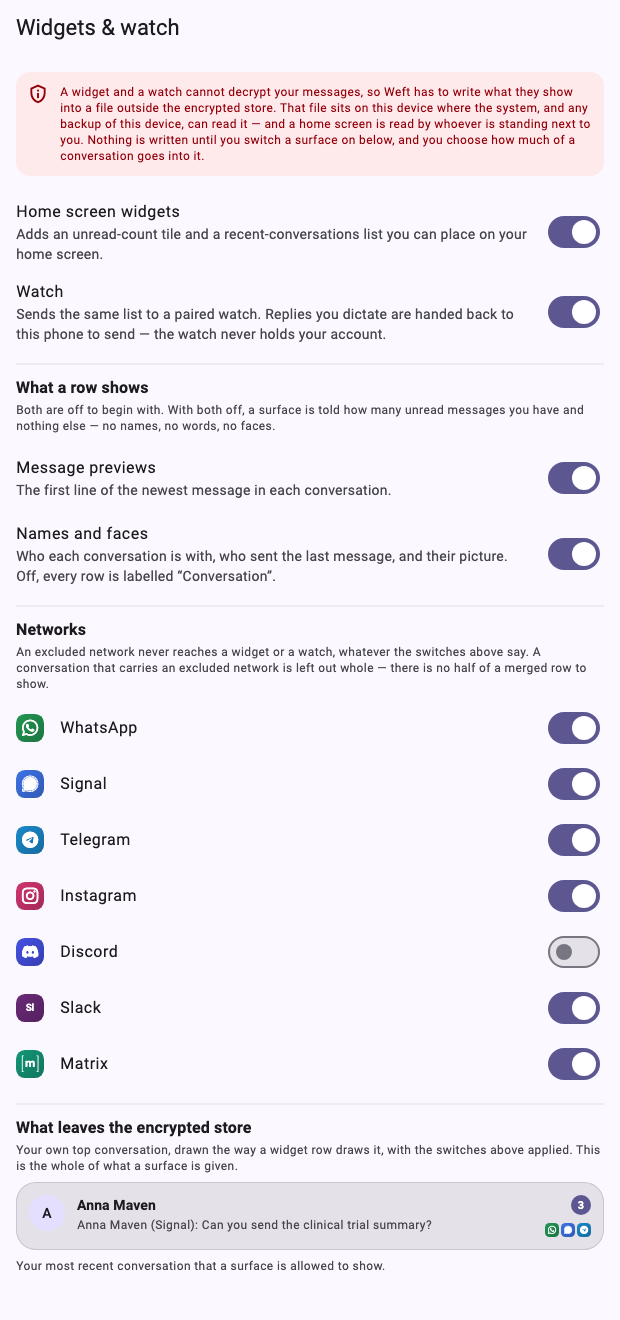 Widgets & watch
A widget and a watch cannot decrypt your messages, so Weft has to write what they show
into a file outside the encrypted store. That file sits on this device where the system, and any
backup of this device, can read it — and a home screen is read by whoever is standing next to
you. Nothing is written until you switch a surface on below, and you choose how much of a
conversation goes into it.
Home screen widgets
Adds an unread-count tile and a recent-conversations list you can place on your
home screen.
Watch
Sends the same list to a paired watch. Replies you dictate are handed back to
this phone to send — the watch never holds your account.
What a row shows
Both are off to begin with. With both off, a surface is told how many unread messages you have and
nothing else — no names, no words, no faces.
Message previews
The first line of the newest message in each conversation.
Names and faces
Who each conversation is with, who sent the last message, and their picture.
Off, every row is labelled “Conversation”.
Networks
An excluded network never reaches a widget or a watch, whatever the switches above say. A
conversation that carries an excluded network is left out whole — there is no half of a merged row to
show.
WhatsApp
Signal
Telegram
Instagram
Discord
Sl Slack
[m] Matrix
What leaves the encrypted store
Your own top conversation, drawn the way a widget row draws it, with the switches above applied. This
is the whole of what a surface is given.
A
Anna Maven
3
Anna Maven (Signal): Can you send the clinical trial summary?
Your most recent conversation that a surface is allowed to show.